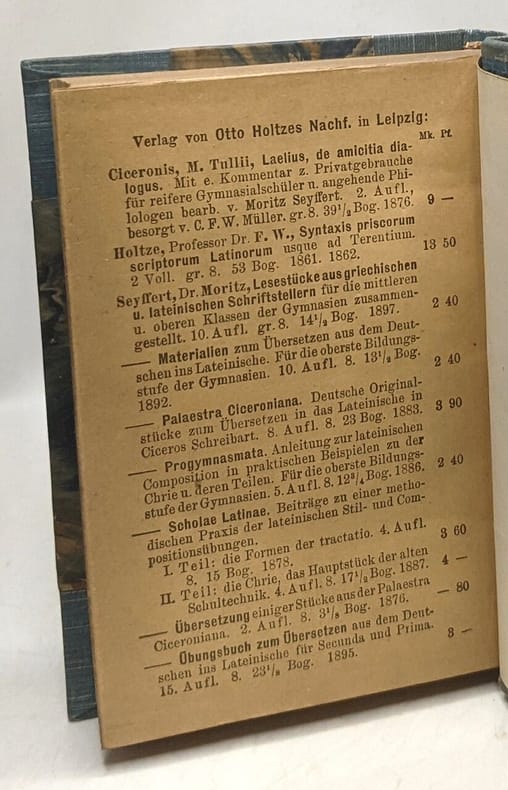 Verlag von Otto Holtzes Nachf. in Leipzig:
Mk. Pf.
Ciceronis, M. Tullii, Laelius, de amicitia dia-
logus. Mit e. Kommentar z. Privatgebrauche
für reifere Gymnasialschüler u. angehende Phi-
lologen bearb. v. Moritz Seyffert. 2. Aufl.,
besorgt v. C. F. W. Müller. gr. 8. 39½ Bog. 1876. 9 —
Holtze, Professor Dr. F. W., Syntaxis priscorum
scriptorum Latinorum usque ad Terentium.
2 Voll. gr. 8. 53 Bog. 1861. 1862. 13 50
Seyffert, Dr. Moritz, Lesestücke aus griechischen
u. lateinischen Schriftstellern für die mittleren
u. oberen Klassen der Gymnasien zusammen-
gestellt. 10. Aufl. gr. 8. 14½ Bog. 1897. 2 40
— Materialien zum Übersetzen aus dem Deut-
schen ins Lateinische. Für die oberste Bildungs-
stufe der Gymnasien. 10. Aufl. 8. 13½ Bog.
1892. 2 40
— Palaestra Ciceroniana. Deutsche Original-
stücke zum Übersetzen in das Lateinische in
Ciceros Schreibart. 8. Aufl. 8. 23 Bog. 1883. 3 90
— Progymnasmata. Anleitung zur lateinischen
Composition in praktischen Beispielen zu der
Chrie u. deren Teilen. Für die oberste Bildungs-
stufe der Gymnasien. 5. Aufl. 8. 12¾ Bog. 1886. 2 40
— Scholae Latinae. Beiträge zu einer metho-
dischen Praxis der lateinischen Stil- und Com-
positionsübungen.
I. Teil: die Formen der tractatio. 4. Aufl.
8. 15 Bog. 1878. 3 60
II. Teil: die Chrie, das Hauptstück der alten
Schultechnik. 4. Aufl. 8. 17½ Bog. 1887. 4 —
— Übersetzung einiger Stücke aus der Palaestra
Ciceroniana. 2. Aufl. 8. 3½ Bog. 1876. — 80
— Übungsbuch zum Übersetzen aus dem Deut-
schen ins Lateinische für Secunda und Prima.
15. Aufl. 8. 23½ Bog. 1895. 3 —